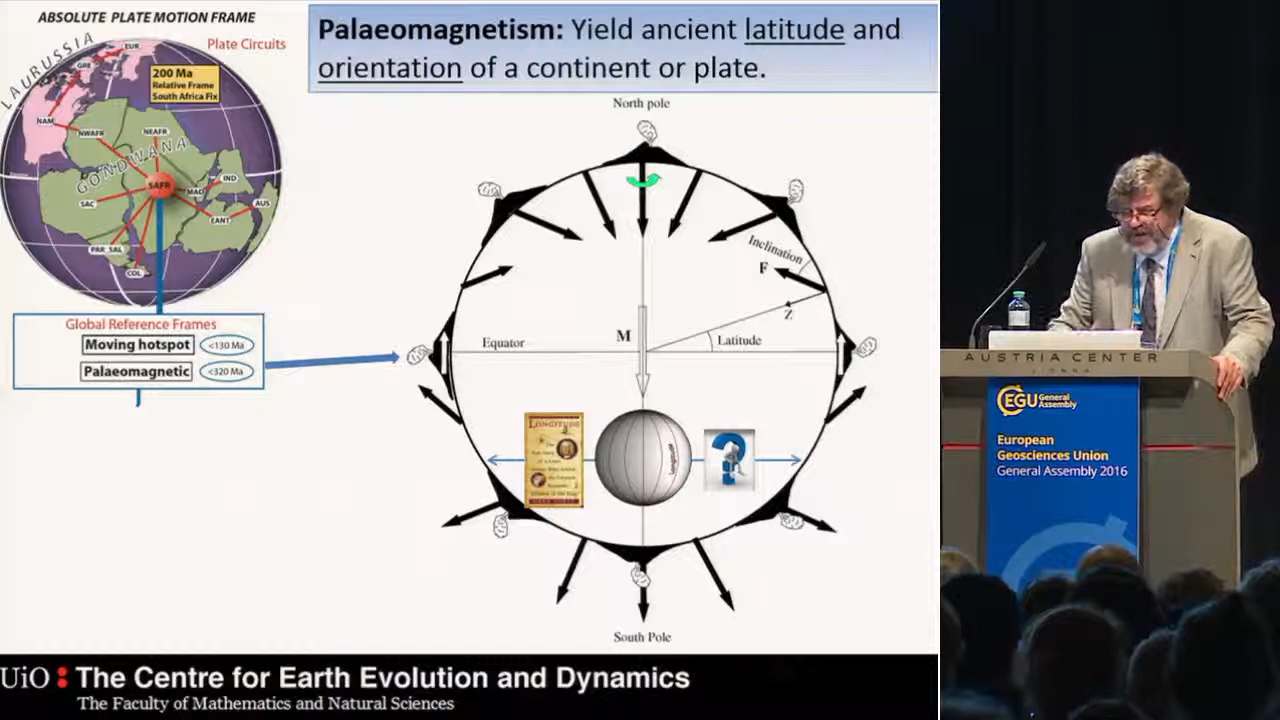 ABSOLUTE PLATE MOTION FRAME
Plate Circuits
LAURUSSIA
EUR
GRE
200 Ma
Relative Frame
South Africa Fix
NAM
NWAFR
NEAFR
GONDWANA
SAFR
MAD
IND
SAC
AUS
EANT
PAR_SAL
COL
Global Reference Frames
Moving hotspot
<130 Ma
Palaeomagnetic
<320 Ma
Palaeomagnetism: Yield ancient latitude and
orientation of a continent or plate.
North pole
Inclination
F
Z
M
Latitude
Equator
LONGITUDE
Longitude
?
South Pole
UiO: The Centre for Earth Evolution and Dynamics
The Faculty of Mathematics and Natural Sciences
AUSTRIA CENTER
EGU General
Assembly
European
Geosciences Union
General Assembly 2016